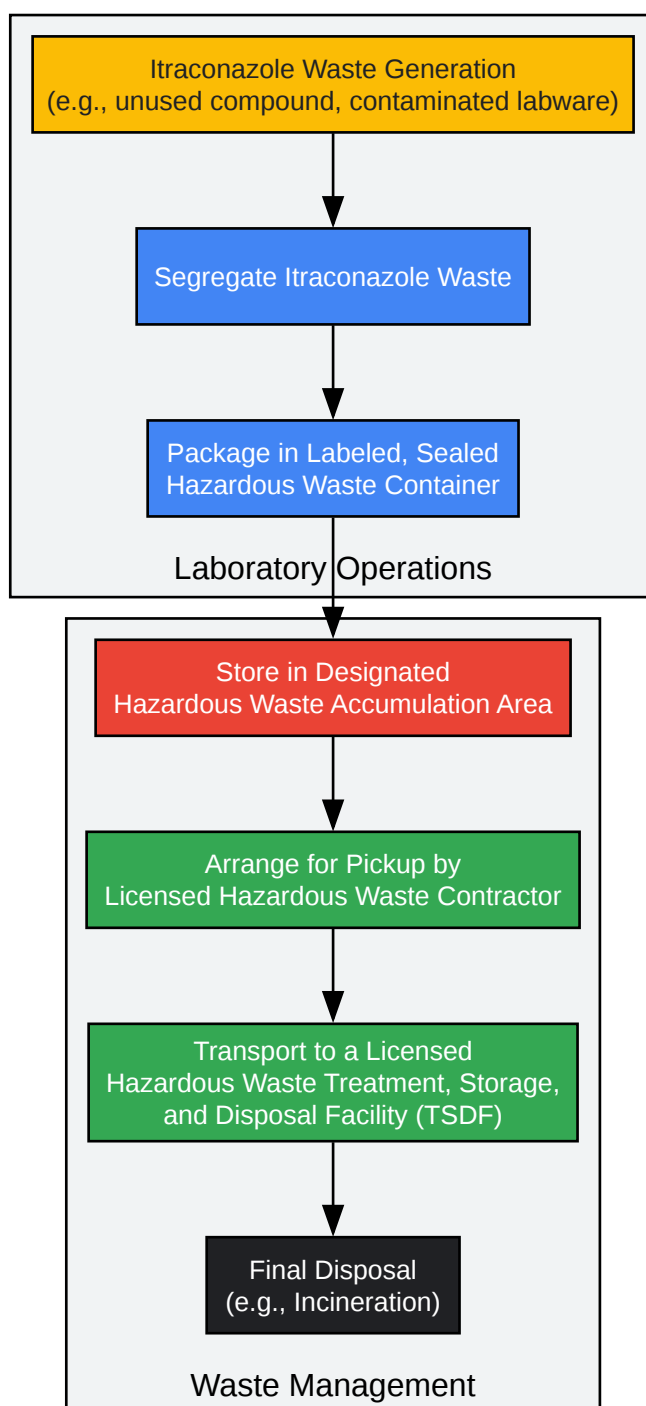 Itraconazole Waste Generation
(e.g., unused compound, contaminated labware)
Segregate Itraconazole Waste
Package in Labeled, Sealed
Hazardous Waste Container
Laboratory Operations
Store in Designated
Hazardous Waste Accumulation Area
Arrange for Pickup by
Licensed Hazardous Waste Contractor
Transport to a Licensed
Hazardous Waste Treatment, Storage,
and Disposal Facility (TSDF)
Final Disposal
(e.g., Incineration)
Waste Management